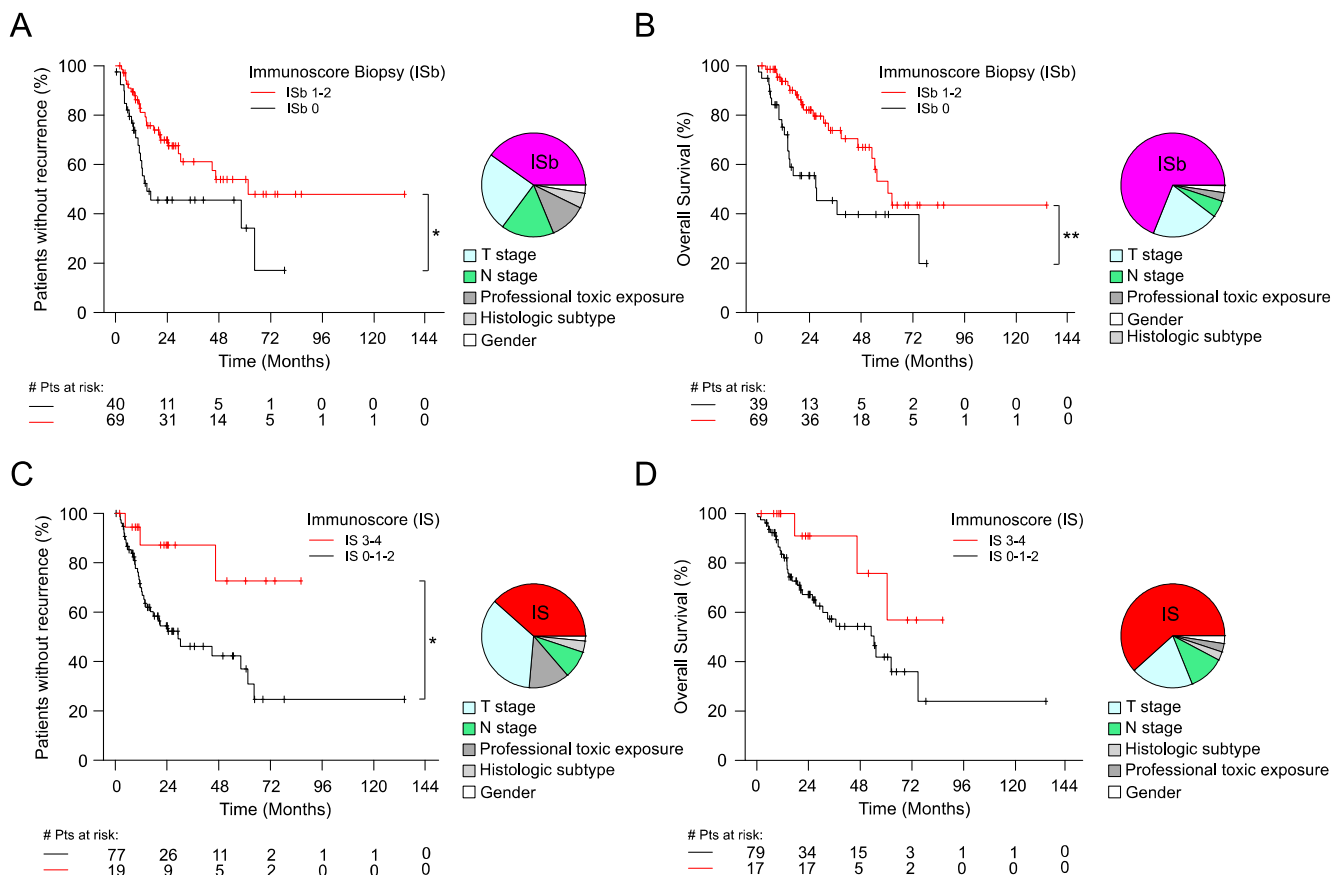 A
Patients without recurrence (%)
100
80
60
40
20
0
Immunoscore Biopsy (ISb)
ISb 1-2
ISb 0
*
0 24 48 72 96 120 144
Time (Months)
ISb
T stage
N stage
Professional toxic exposure
Histologic subtype
Gender
# Pts at risk:
40 11 5 1 0 0 0
69 31 14 5 1 1 0
B
Overall Survival (%)
100
80
60
40
20
0
Immunoscore Biopsy (ISb)
ISb 1-2
ISb 0
**
0 24 48 72 96 120 144
Time (Months)
ISb
T stage
N stage
Professional toxic exposure
Gender
Histologic subtype
# Pts at risk:
39 13 5 2 0 0 0
69 36 18 5 1 1 0
C
Patients without recurrence (%)
100
80
60
40
20
0
Immunoscore (IS)
IS 3-4
IS 0-1-2
*
0 24 48 72 96 120 144
Time (Months)
IS
T stage
N stage
Professional toxic exposure
Histologic subtype
Gender
# Pts at risk:
77 26 11 2 1 1 0
19 9 5 2 0 0 0
D
Overall Survival (%)
100
80
60
40
20
0
Immunoscore (IS)
IS 3-4
IS 0-1-2
0 24 48 72 96 120 144
Time (Months)
IS
T stage
N stage
Histologic subtype
Professional toxic exposure
Gender
# Pts at risk:
79 34 15 3 1 1 0
17 17 5 2 0 0 0